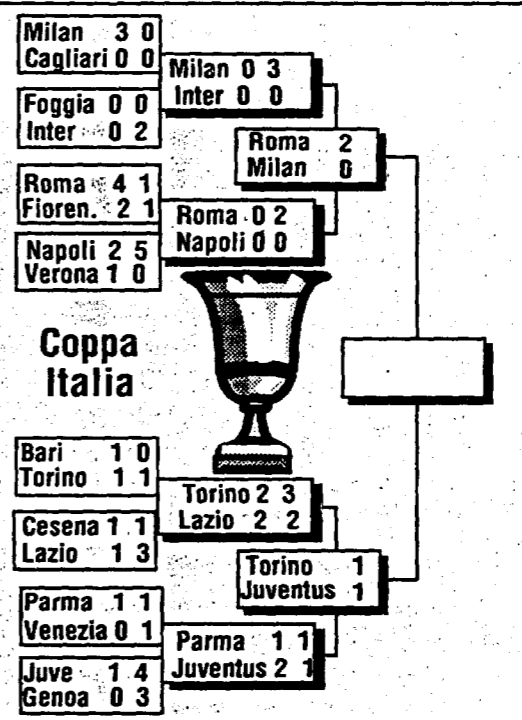 Milan 3 0
Cagliari 0 0
Foggia 0 0
Inter 0 2
Roma 4 1
Fioren. 2 1
Napoli 2 5
Verona 1 0
Milan 0 3
Inter 0 0
Roma 0 2
Napoli 0 0
Roma 2
Milan 0
Coppa
Italia
Bari 1 0
Torino 1 1
Cesena 1 1
Lazio 1 3
Parma 1 1
Venezia 0 1
Juve 1 4
Genoa 0 3
Torino 2 3
Lazio 2 2
Parma 1 1
Juventus 2 1
Torino 1
Juventus 1